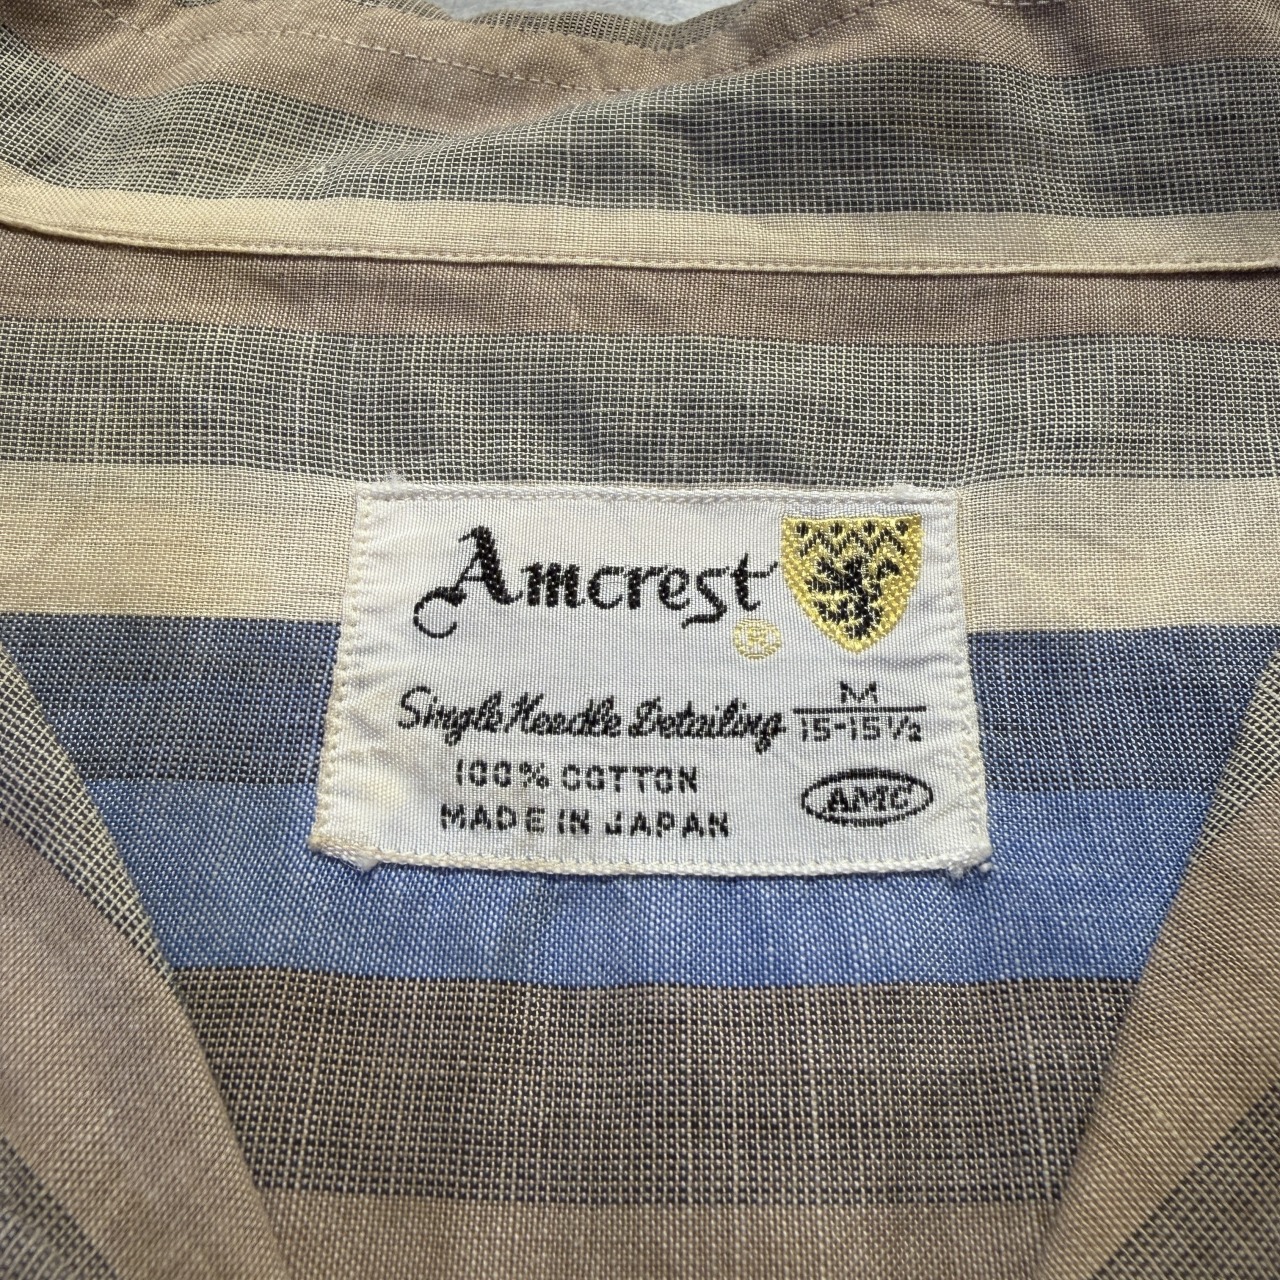 Amcrest
®
Single Needle Detailing
M
15-15½
100% COTTON
MADE IN JAPAN
AMC